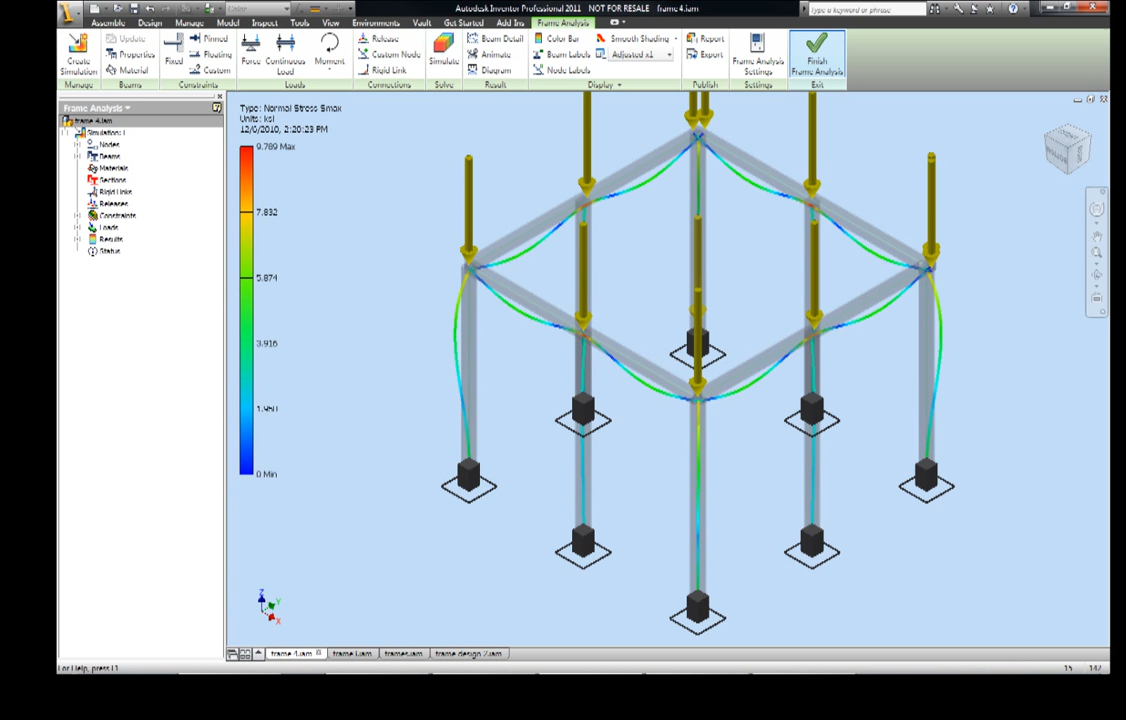 Autodesk Inventor Professional 2011 NOT FOR RESALE frame 4.iam
Type a keyword or phrase
Color
Assemble Design Manage Model Inspect Tools View Environments Vault Get Started Add Ins Frame Analysis
Create Simulation
Update
Properties
Material
Fixed
Pinned
Floating
Custom
Force
Continuous Load
Moment
Release
Custom Node
Rigid Link
Simulate
Beam Detail
Animate
Diagram
Color Bar
Beam Labels
Node Labels
Smooth Shading
Adjusted x1
Report
Export
Frame Analysis Settings
Finish Frame Analysis
Manage Beams Constraints Loads Connections Solve Result Display Publish Settings Exit
Frame Analysis
frame 4.iam
Simulation:1
Nodes
Beams
Materials
Sections
Rigid Links
Releases
Constraints
Loads
Results
Status
Type: Normal Stress Smax
Units: ksi
12/6/2010, 2:20:23 PM
9.789 Max
7.832
5.874
3.916
1.958
0 Min
Z
Y
X
frame 4.iam frame design 2.iam
For Help, press F1
15 142